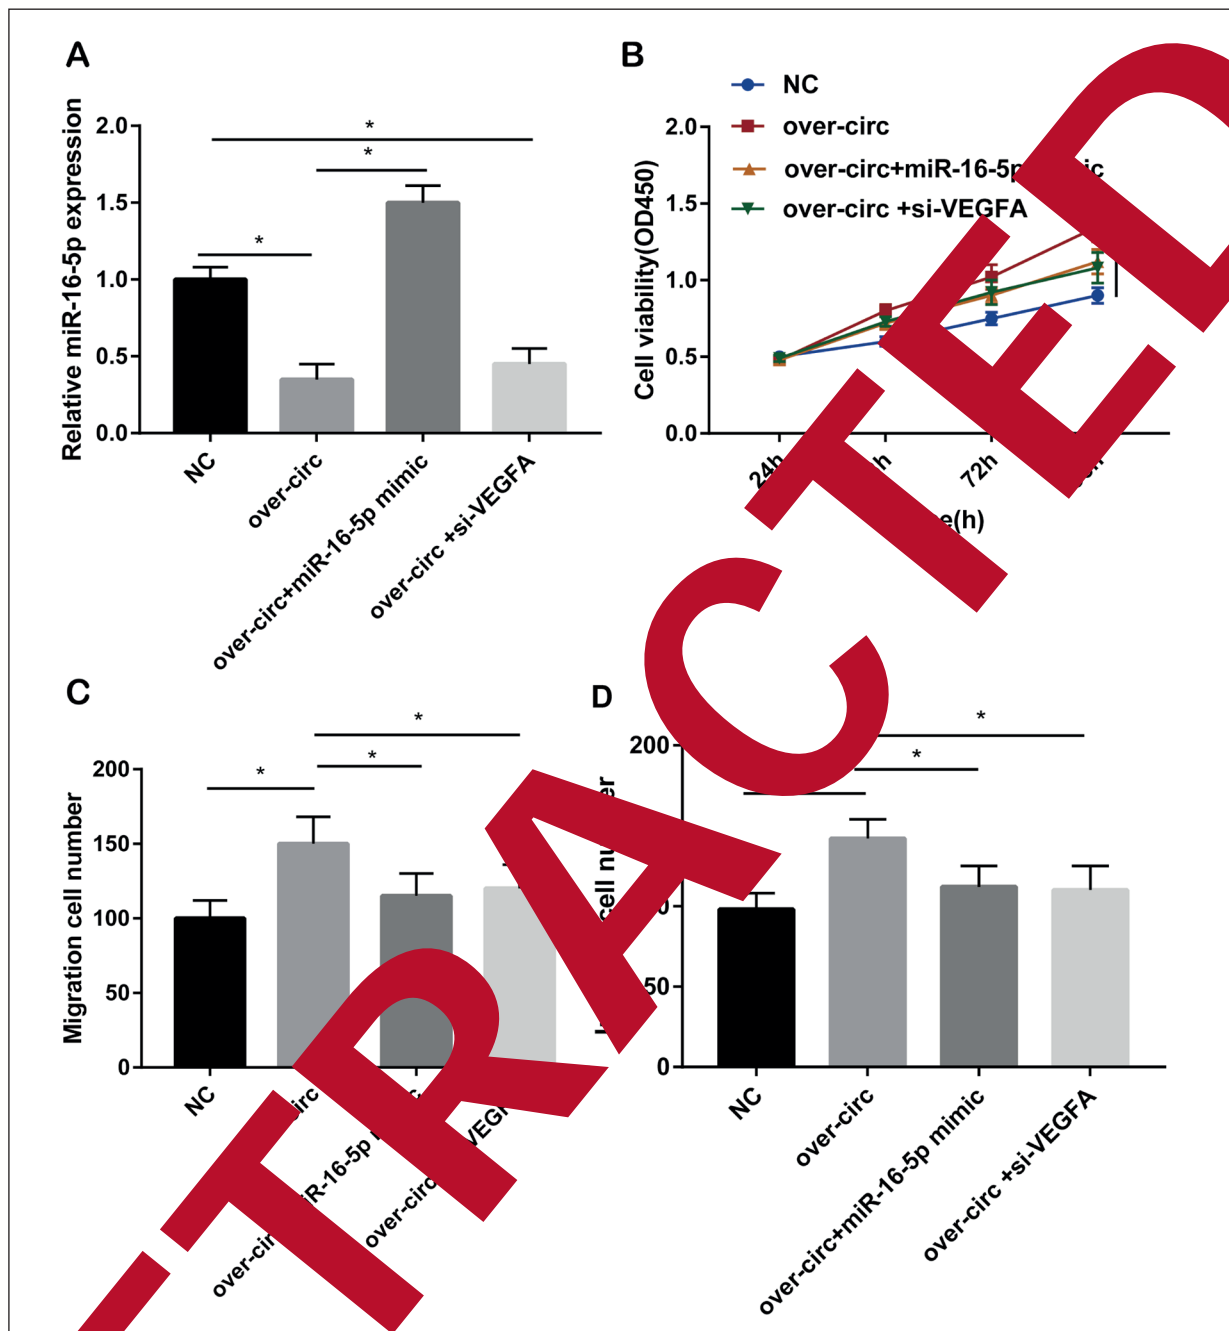 A
Relative miR-16-5p expression
2.0
1.5
1.0
0.5
0.0
*
*
*
NC
over-circ
over-circ+miR-16-5p mimic
over-circ +si-VEGFA
B
NC
over-circ
over-circ+miR-16-5p
over-circ +si-VEGFA
Cell viability(OD450)
2.0
1.5
1.0
0.5
0.0
24h
72h
C
Migration cell number
200
150
100
50
0
*
*
*
NC
D
cell
200
50
0
*
*
NC
over-circ
over-circ+miR-16-5p mimic
over-circ +si-VEGFA
TRACTED